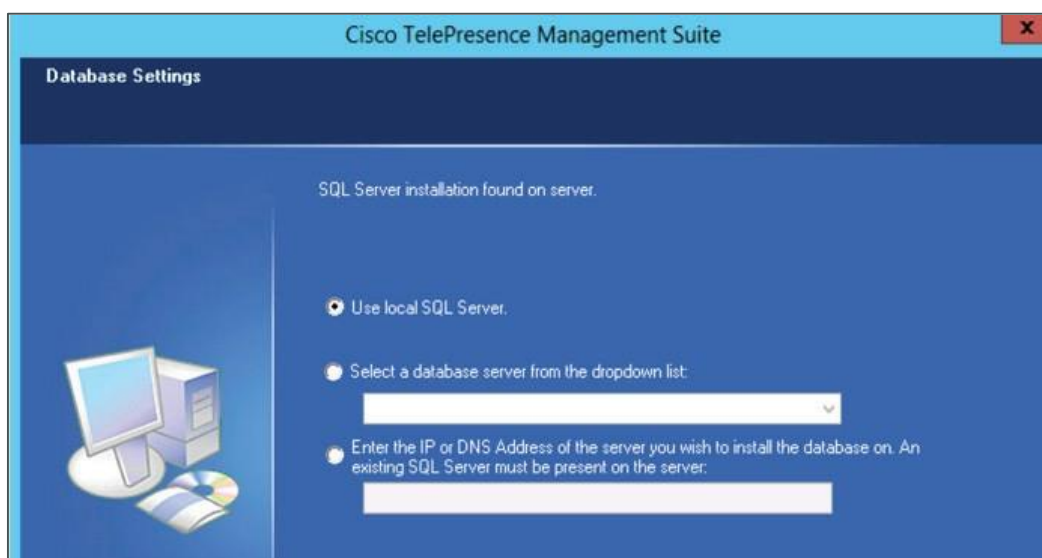 Cisco TelePresence Management Suite
x
Database Settings
SQL Server installation found on server.
Use local SQL Server.
Select a database server from the dropdown list:
Enter the IP or DNS Address of the server you wish to install the database on. An
existing SQL Server must be present on the server: